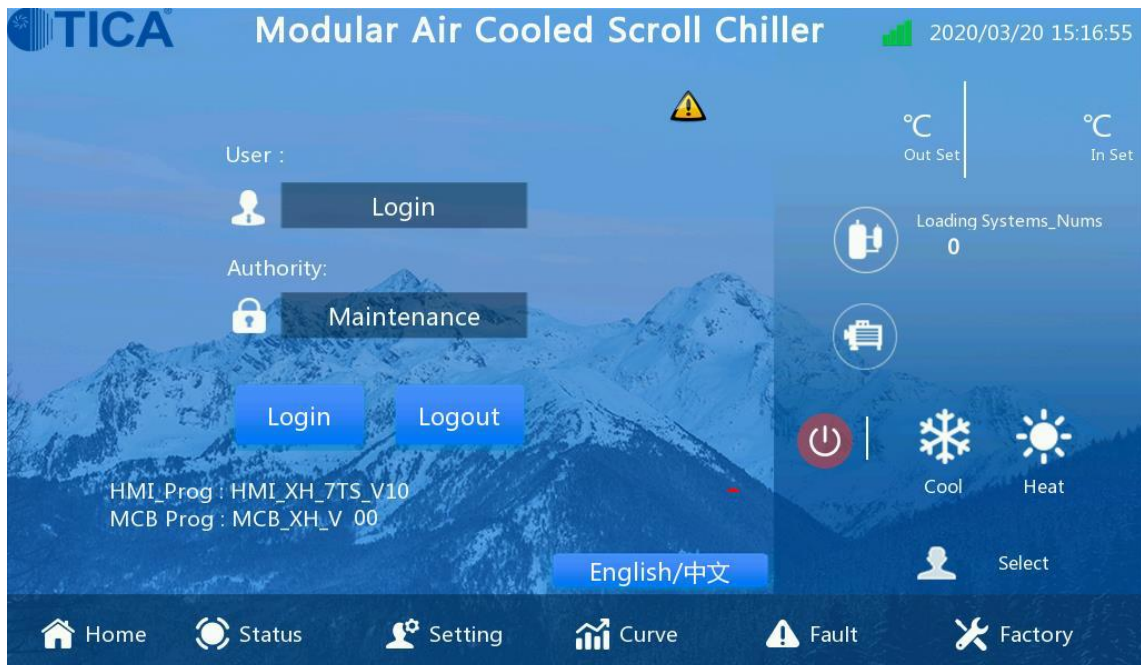 TICA®
Modular Air Cooled Scroll Chiller
2020/03/20 15:16:55
°C
Out Set
°C
In Set
User :
Login
Loading Systems_Nums
0
Authority:
Maintenance
Login
Logout
HMI_Prog : HMI_XH_7TS_V10
MCB Prog : MCB_XH_V 00
Cool
Heat
English/中文
Select
Home
Status
Setting
Curve
Fault
Factory